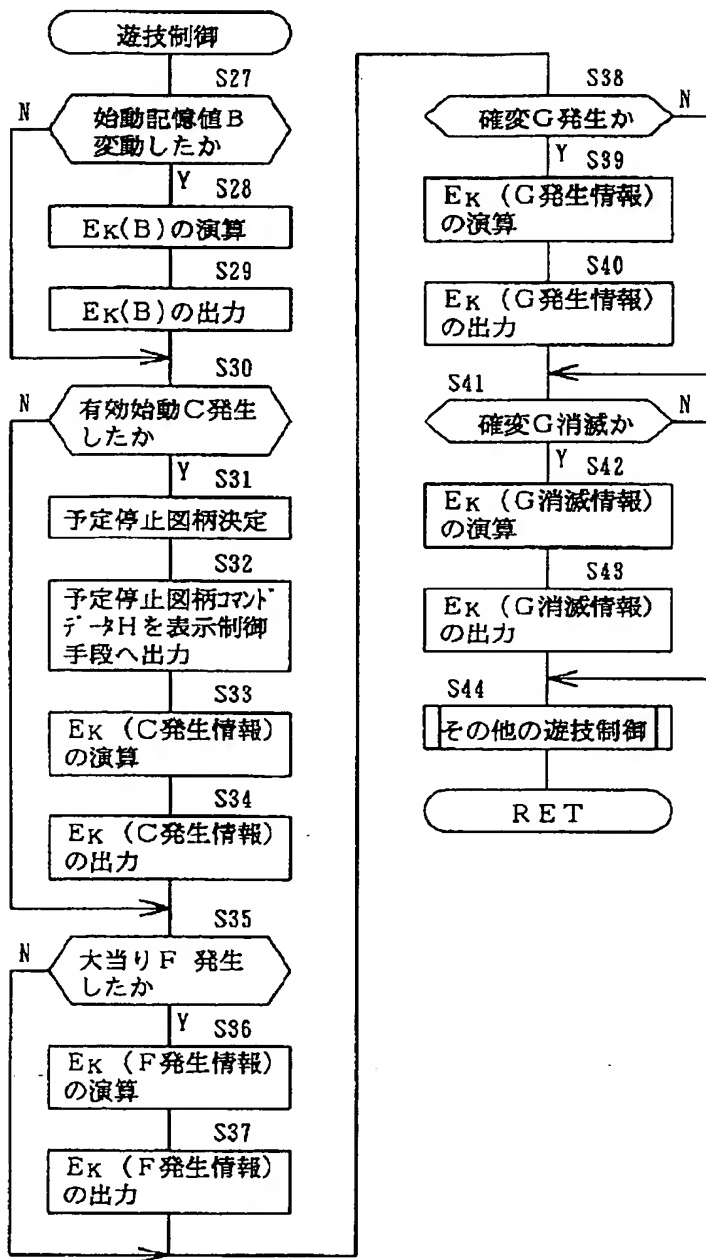 遊技制御
S27
N
始動記憶値B
変動したか
Y
S28
EK(B)の演算
S29
EK(B)の出力
S30
N
有効始動C発生
したか
Y
S31
予定停止図柄決定
S32
予定停止図柄ｺﾏﾝﾄﾞ
ﾃﾞｰﾀHを表示制御
手段へ出力
S33
EK(C発生情報)
の演算
S34
EK(C発生情報)
の出力
S35
N
大当りF 発生
したか
Y
S36
EK(F発生情報)
の演算
S37
EK(F発生情報)
の出力
S38
確変G発生か
N
Y
S39
EK(G発生情報)
の演算
S40
EK(G発生情報)
の出力
S41
確変G消滅か
N
Y
S42
EK(G消滅情報)
の演算
S43
EK(G消滅情報)
の出力
S44
その他の遊技制御
RET